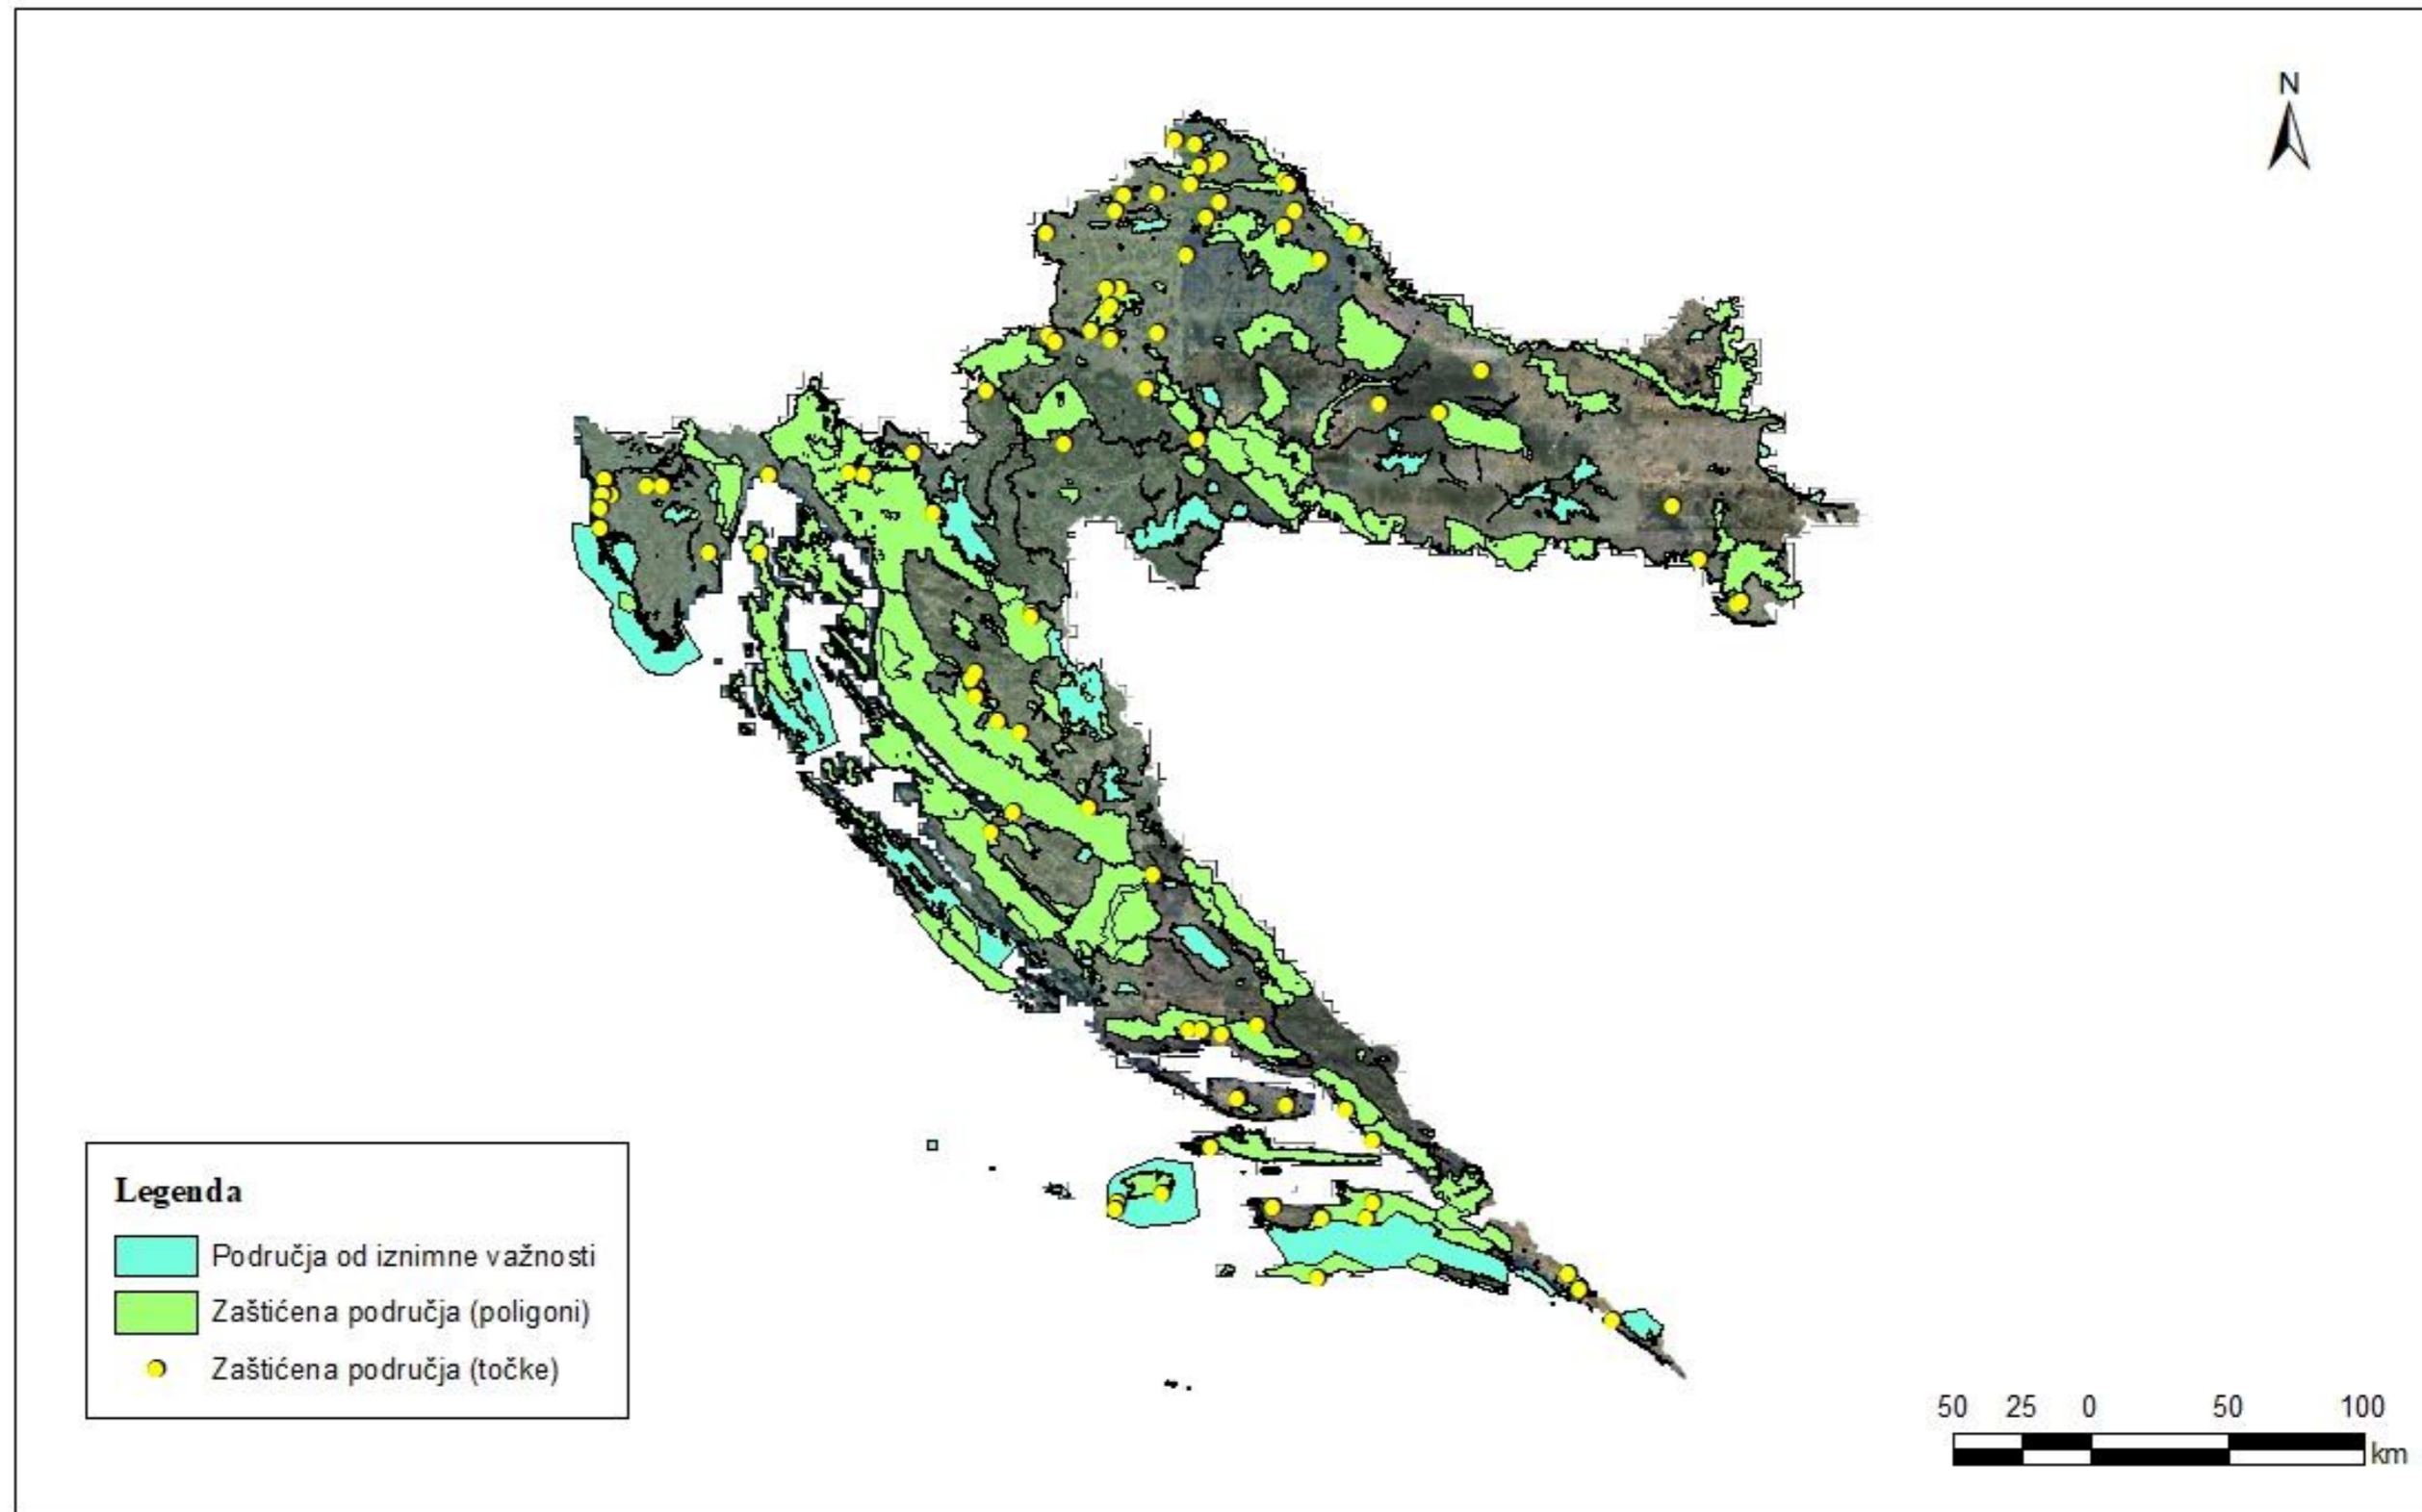 N
Legenda
Područja od iznimne važnosti
Zaštićena područja (poligoni)
Zaštićena područja (točke)
50 25 0 50 100
km